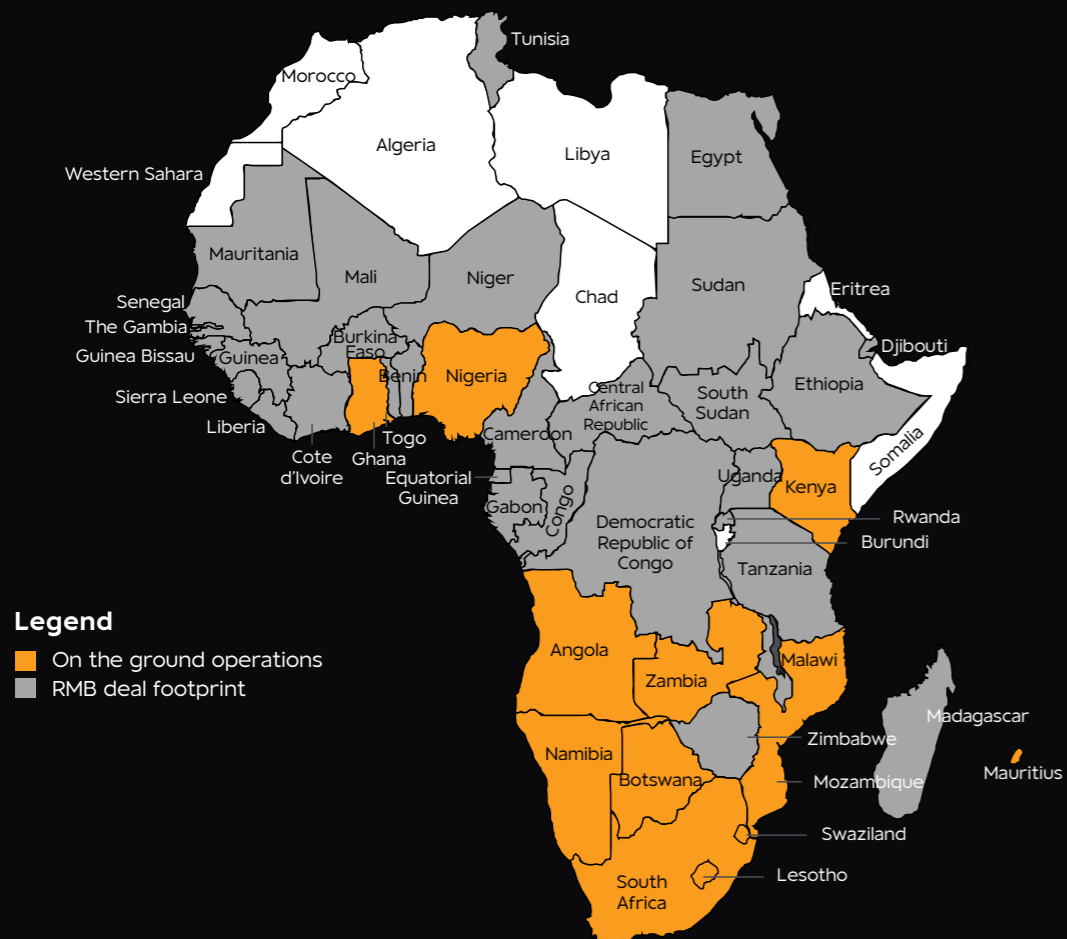 Tunisia
Morocco
Algeria
Libya
Egypt
Western Sahara
Mauritania
Mali
Niger
Chad
Sudan
Eritrea
Senegal
The Gambia
Guinea Bissau
Guinea
Burkina
Faso
Benin
Nigeria
Djibouti
Ethiopia
Sierra Leone
Liberia
Central
African
Republic
South
Sudan
Cameroon
Togo
Cote
d'Ivoire
Ghana
Equatorial
Guinea
Somalia
Uganda
Kenya
Gabon
Congo
Rwanda
Burundi
Democratic
Republic of
Congo
Tanzania
Legend
On the ground operations
RMB deal footprint
Angola
Zambia
Malawi
Madagascar
Zimbabwe
Namibia
Botswana
Mozambique
Mauritius
Swaziland
Lesotho
South
Africa